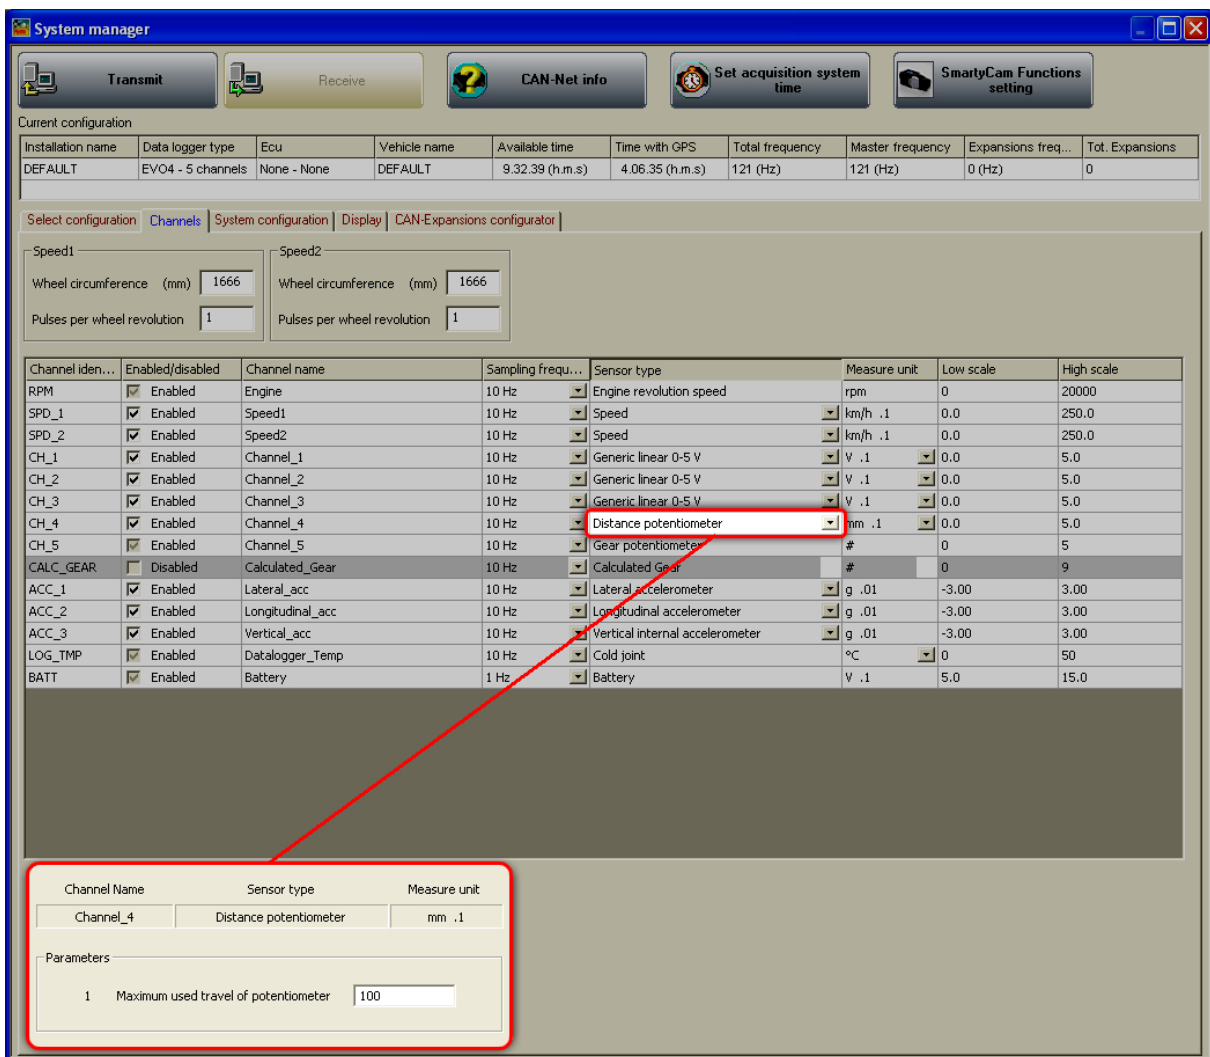 System manager
Transmit
Receive
CAN-Net info
Set acquisition system time
SmartyCam Functions setting
Current configuration
Installation name Data logger type Ecu Vehicle name Available time Time with GPS Total frequency Master frequency Expansions freq... Tot. Expansions
DEFAULT EVO4 - 5 channels None - None DEFAULT 9.32.39 (h.m.s) 4.06.35 (h.m.s) 121 (Hz) 121 (Hz) 0 (Hz) 0
Select configuration Channels System configuration Display CAN-Expansions configurator
Speed1 Speed2
Wheel circumference (mm) 1666 Wheel circumference (mm) 1666
Pulses per wheel revolution 1 Pulses per wheel revolution 1
Channel iden... Enabled/disabled Channel name Sampling frequ... Sensor type Measure unit Low scale High scale
RPM Enabled Engine 10 Hz Engine revolution speed rpm 0 20000
SPD_1 Enabled Speed1 10 Hz Speed km/h .1 0.0 250.0
SPD_2 Enabled Speed2 10 Hz Speed km/h .1 0.0 250.0
CH_1 Enabled Channel_1 10 Hz Generic linear 0-5 V V .1 0.0 5.0
CH_2 Enabled Channel_2 10 Hz Generic linear 0-5 V V .1 0.0 5.0
CH_3 Enabled Channel_3 10 Hz Generic linear 0-5 V V .1 0.0 5.0
CH_4 Enabled Channel_4 10 Hz Distance potentiometer mm .1 0.0 5.0
CH_5 Enabled Channel_5 10 Hz Gear potentiometer # 0 5
CALC_GEAR Disabled Calculated_Gear 10 Hz Calculated Gear # 0 9
ACC_1 Enabled Lateral_acc 10 Hz Lateral accelerometer g .01 -3.00 3.00
ACC_2 Enabled Longitudinal_acc 10 Hz Longitudinal accelerometer g .01 -3.00 3.00
ACC_3 Enabled Vertical_acc 10 Hz Vertical internal accelerometer g .01 -3.00 3.00
LOG_TMP Enabled Datalogger_Temp 10 Hz Cold joint °C 0 50
BATT Enabled Battery 1 Hz Battery V .1 5.0 15.0
Channel Name Sensor type Measure unit
Channel_4 Distance potentiometer mm .1
Parameters
1 Maximum used travel of potentiometer 100